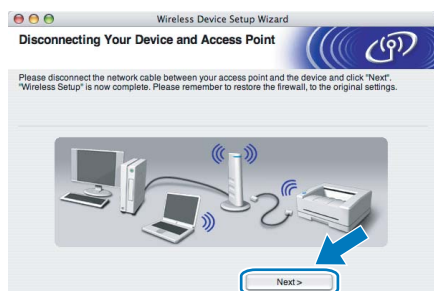 Wireless Device Setup Wizard
Disconnecting Your Device and Access Point
Please disconnect the network cable between your access point and the device and click "Next".
"Wireless Setup" is now complete. Please remember to restore the firewall, to the original settings.
Next >